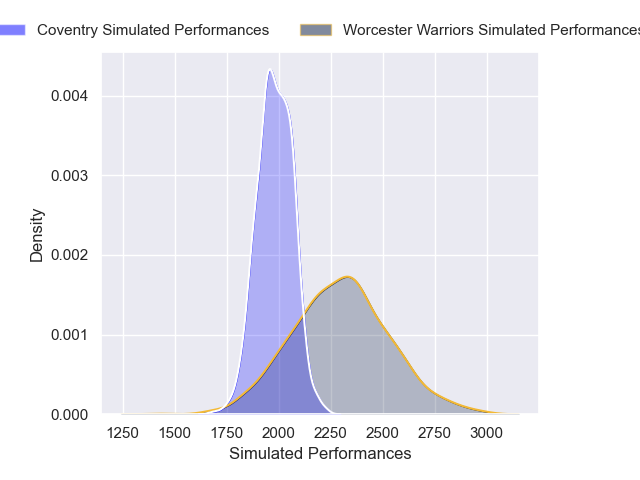 Coventry Simulated Performances Worcester Warriors Simulated Performances
0.004
0.003
0.002
0.001
0.000
Density
1250 1500 1750 2000 2250 2500 2750 3000
Simulated Performances